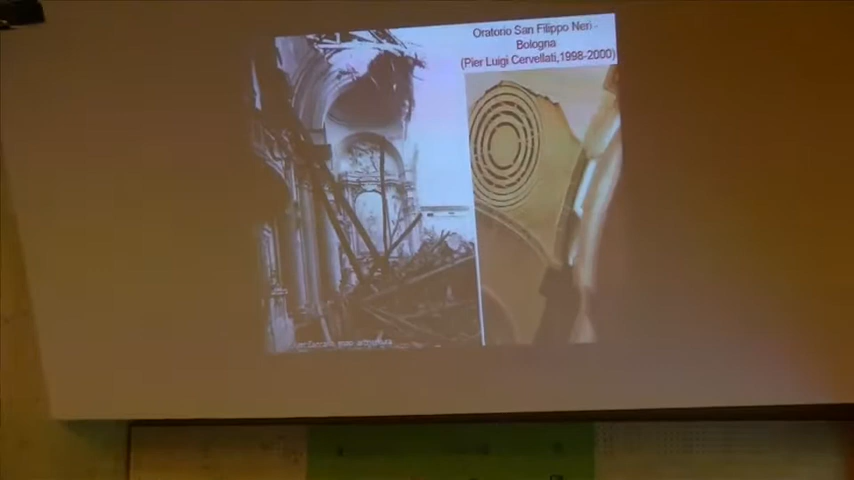 Oratorio San Filippo Neri -
Bologna
(Pier Luigi Cervellati,1998-2000)